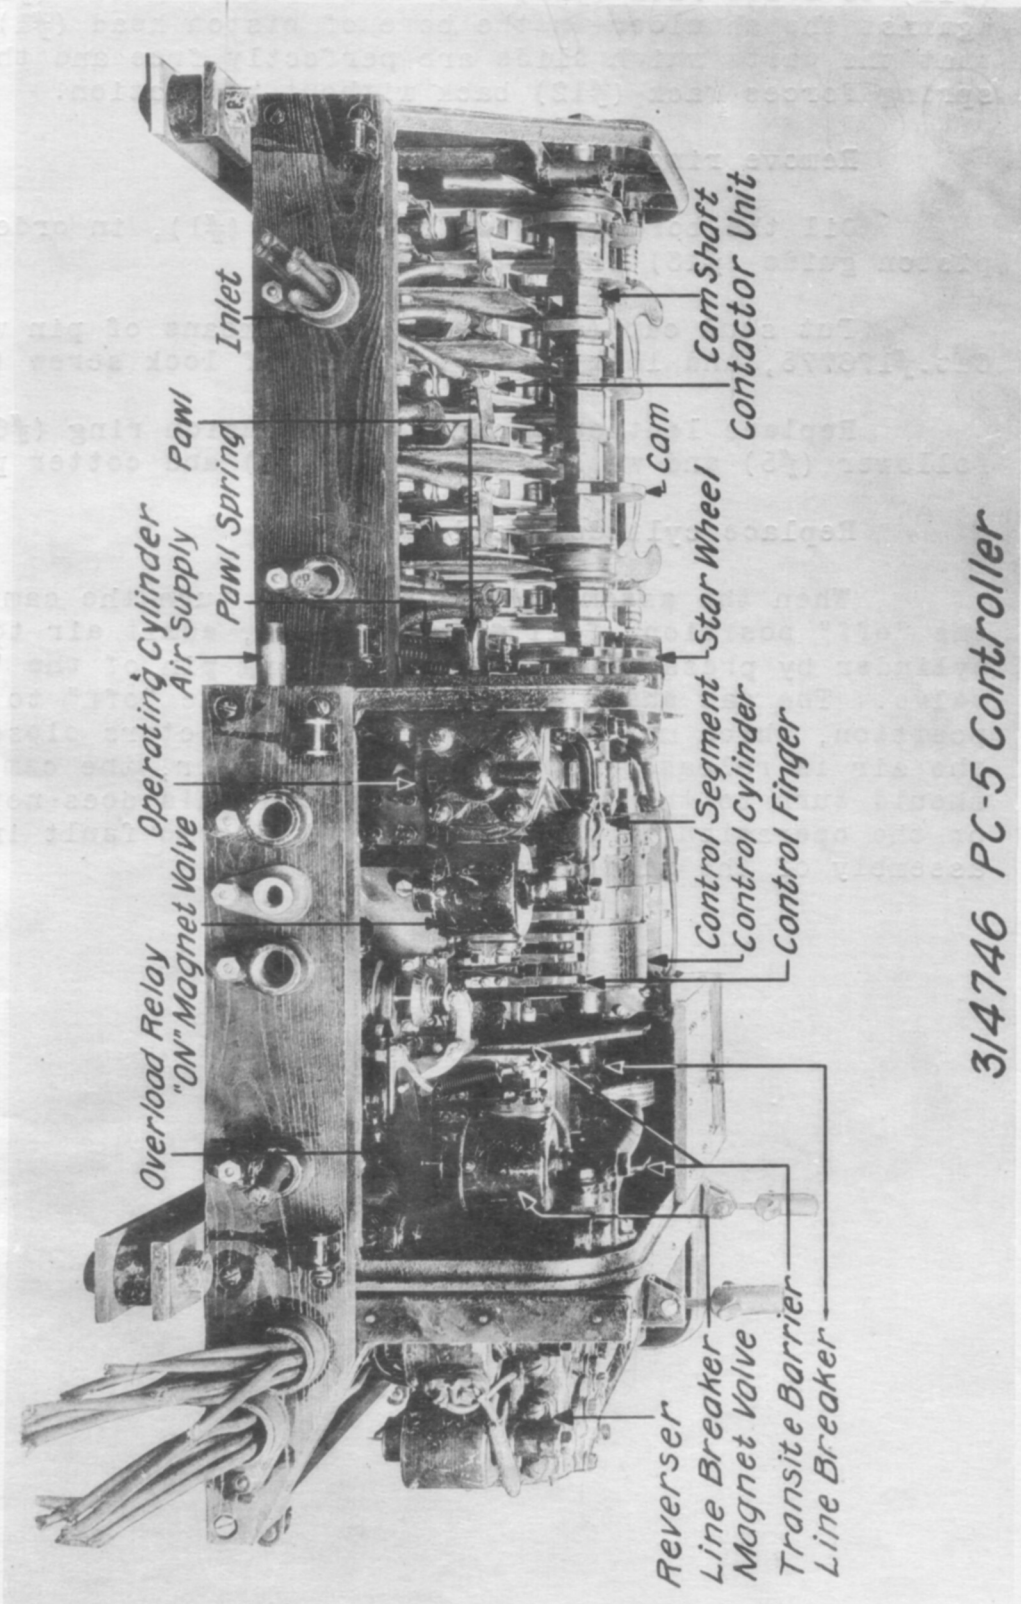 Overload Relay
"ON" Magnet Valve
Operating Cylinder
Air Supply
Pawl Spring
Pawl
Inlet
Reverser
Line Breaker
Magnet Valve
Transite Barrier
Line Breaker
Control Segment
Control Cylinder
Control Finger
Star Wheel
Cam
Cam Shaft
Contactor Unit
314746 PC-5 Controller